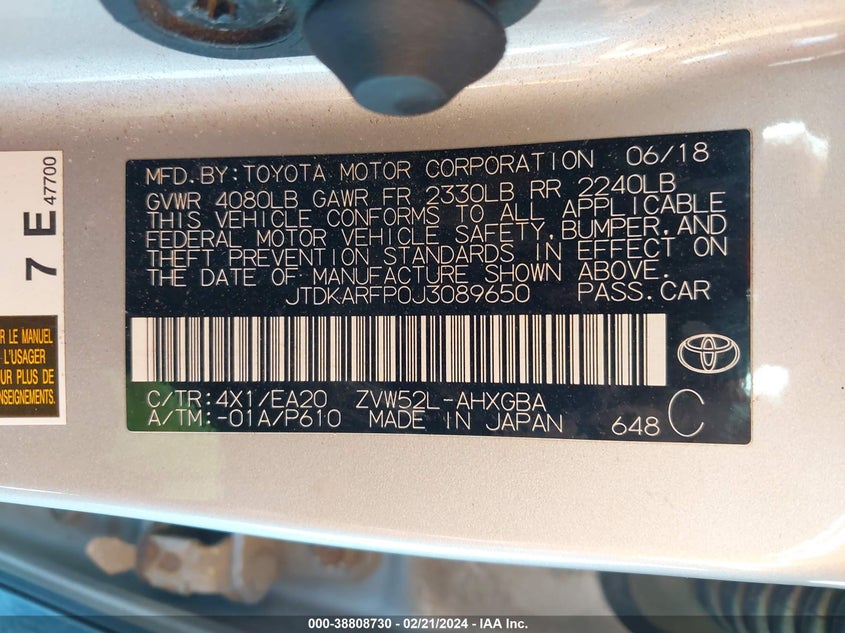 MFD.BY:TOYOTA MOTOR CORPORATION 06/18
GVWR 4080LB GAWR FR 2330LB RR 2240LB
THIS VEHICLE CONFORMS TO ALL APPLICABLE
FEDERAL MOTOR VEHICLE SAFETY,BUMPER,AND
THEFT PREVENTION STANDARDS IN EFFECT ON
THE DATE OF MANUFACTURE SHOWN ABOVE.
JTDKARFP0J3089650 PASS.CAR
C/TR:4X1/EA20 ZVW52L-AHXGBA
A/TM:-01A/P610 MADE IN JAPAN 648 C
7 E 47700
LE MANUEL
L'USAGER
PLUS DE
ENSEIGNEMENTS.
000-38808730 - 02/21/2024 - IAA Inc.